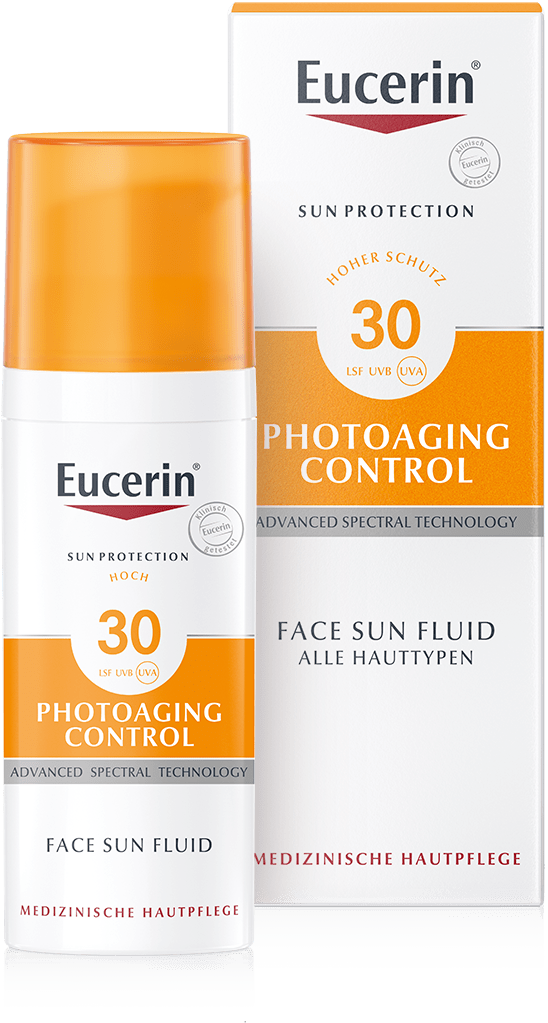 Eucerin®
Klinisch
Eucerin
getestet
SUN PROTECTION
HOHER SCHUTZ
30
LSF UVB UVA
PHOTOAGING
CONTROL
ADVANCED SPECTRAL TECHNOLOGY
FACE SUN FLUID
ALLE HAUTTYPEN
MEDIZINISCHE HAUTPFLEGE
Eucerin®
Klinisch
Eucerin
getestet
SUN PROTECTION
HOCH
30
LSF UVB UVA
PHOTOAGING
CONTROL
ADVANCED SPECTRAL TECHNOLOGY
FACE SUN FLUID
MEDIZINISCHE HAUTPFLEGE